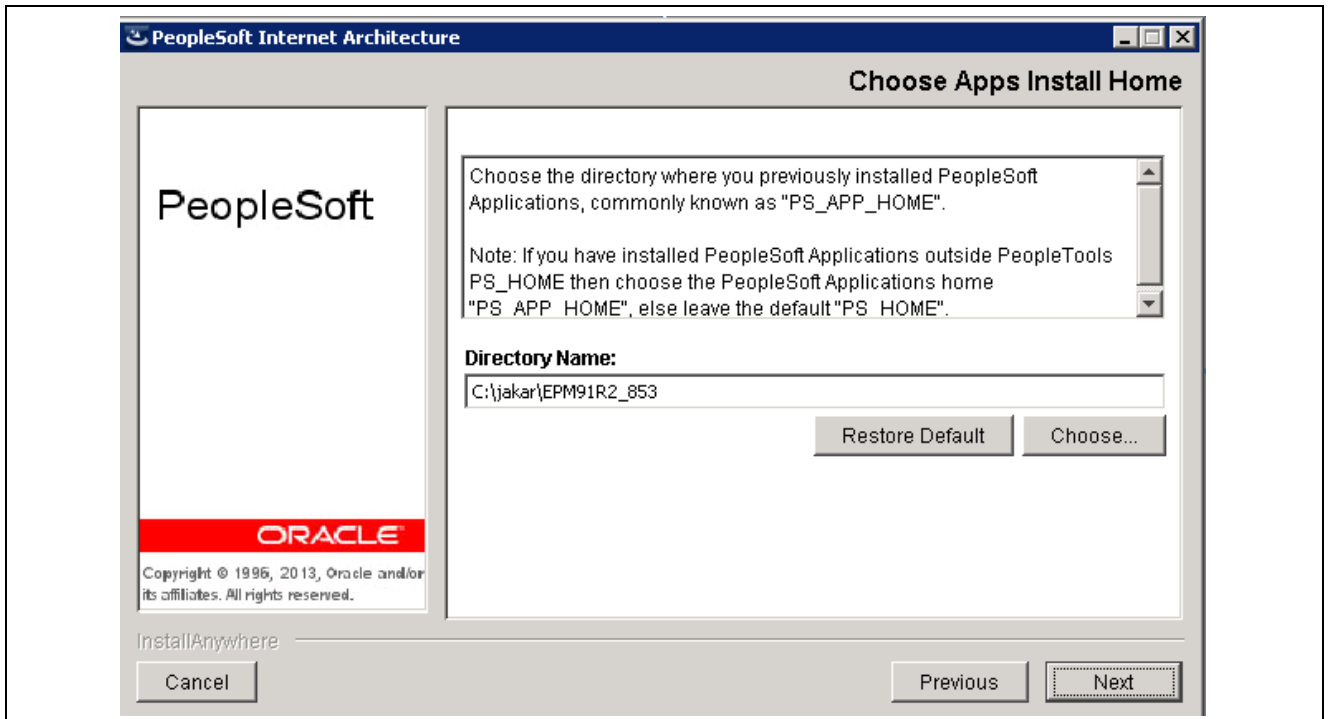 PeopleSoft Internet Architecture
Choose Apps Install Home
PeopleSoft
Choose the directory where you previously installed PeopleSoft
Applications, commonly known as "PS_APP_HOME".
Note: If you have installed PeopleSoft Applications outside PeopleTools
PS_HOME then choose the PeopleSoft Applications home
"PS_APP_HOME", else leave the default "PS_HOME".
Directory Name:
C:\jakar\EPM91R2_853
Restore Default
Choose...
ORACLE
Copyright © 1996, 2013, Oracle and/or
its affiliates. All rights reserved.
InstallAnywhere
Cancel
Previous
Next